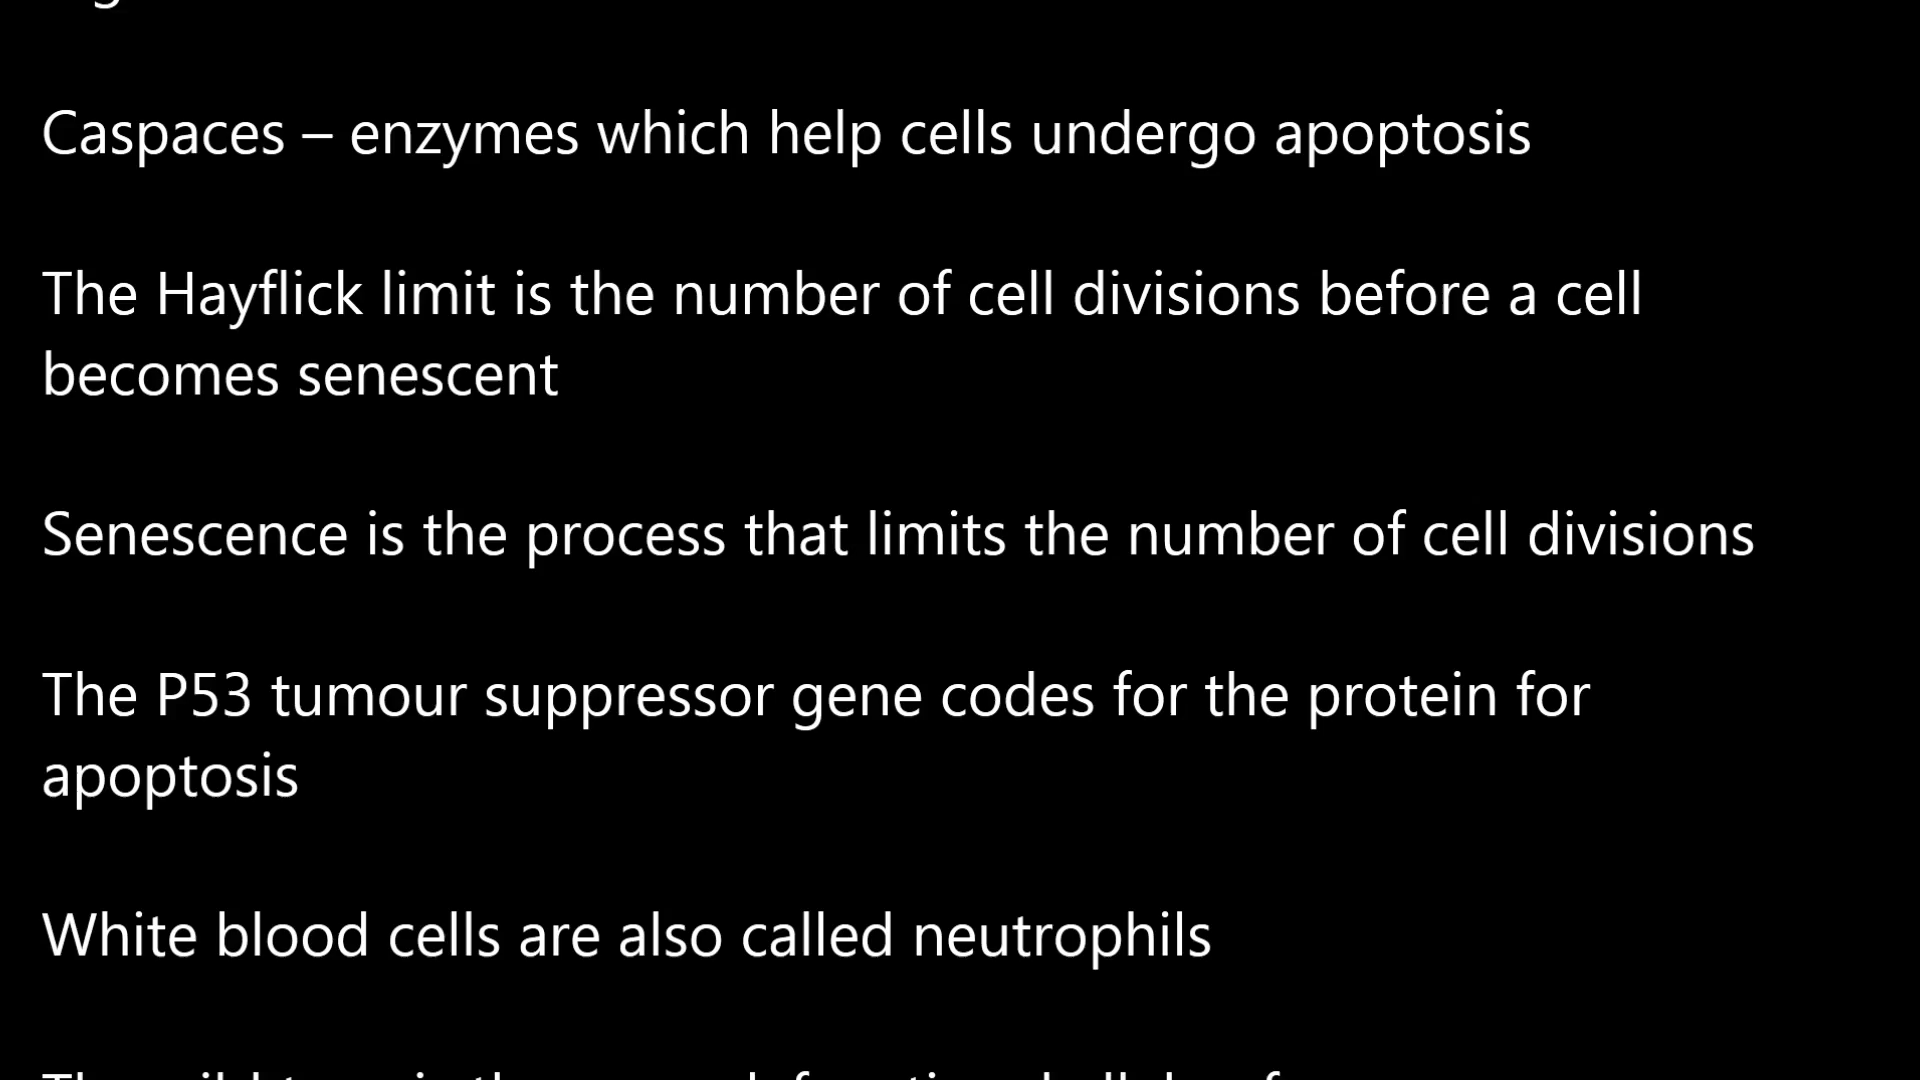 Caspaces – enzymes which help cells undergo apoptosis
The Hayflick limit is the number of cell divisions before a cell
becomes senescent
Senescence is the process that limits the number of cell divisions
The P53 tumour suppressor gene codes for the protein for
apoptosis
White blood cells are also called neutrophils